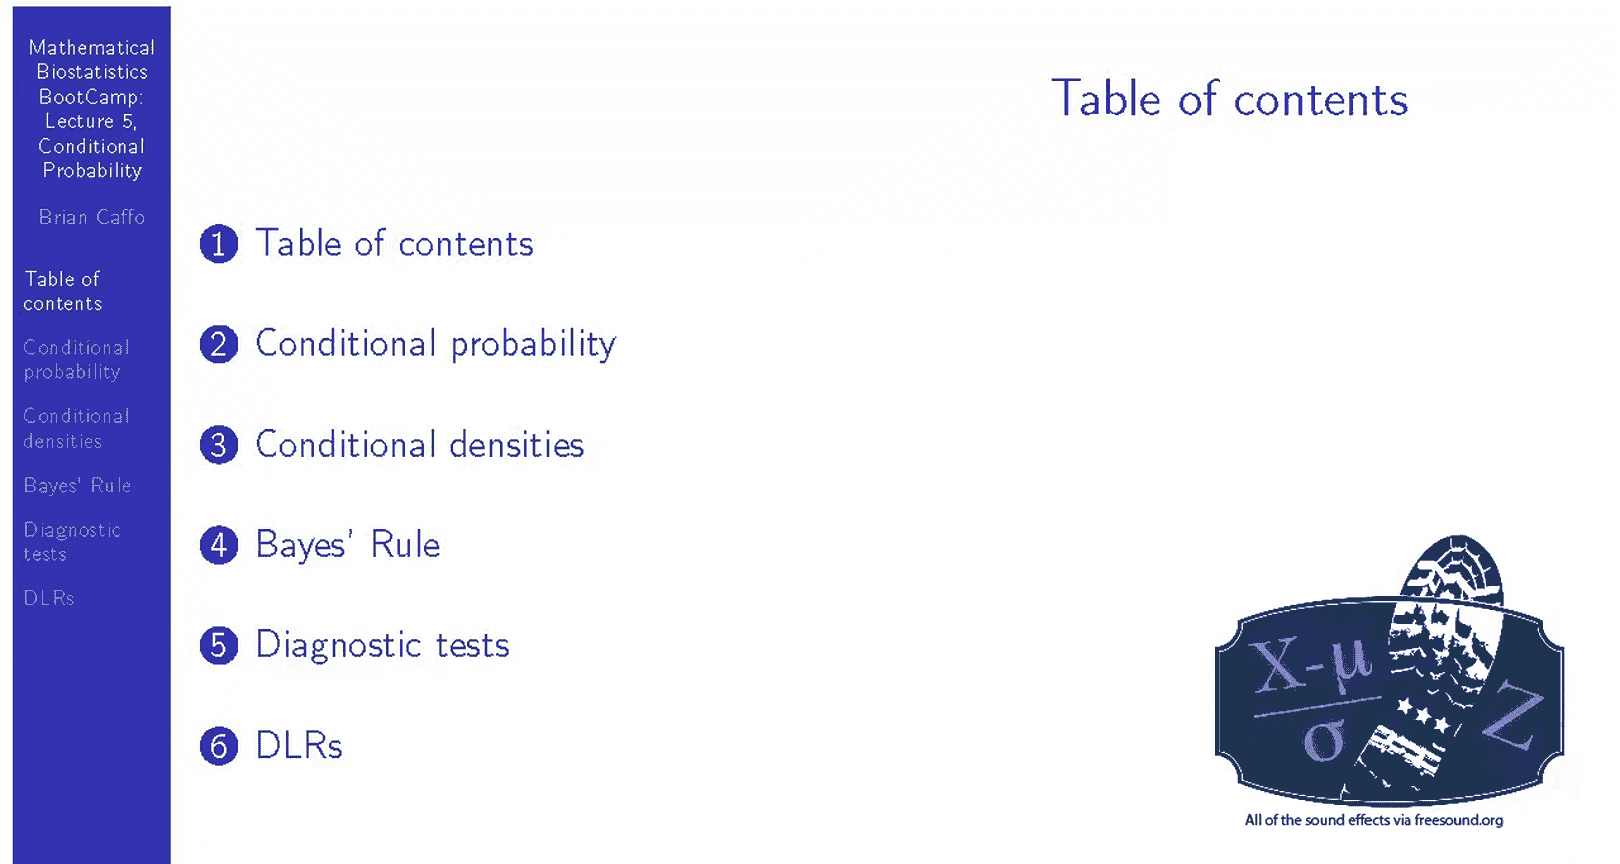 Mathematical
Biostatistics
BootCamp:
Lecture 5,
Conditional
Probability
Brian Caffo
Table of
contents
Conditional
probability
Conditional
densities
Bayes' Rule
Diagnostic
tests
DLRs
Table of contents
1 Table of contents
2 Conditional probability
3 Conditional densities
4 Bayes' Rule
5 Diagnostic tests
6 DLRs
X-μ
σ
Z
All of the sound effects via freesound.org